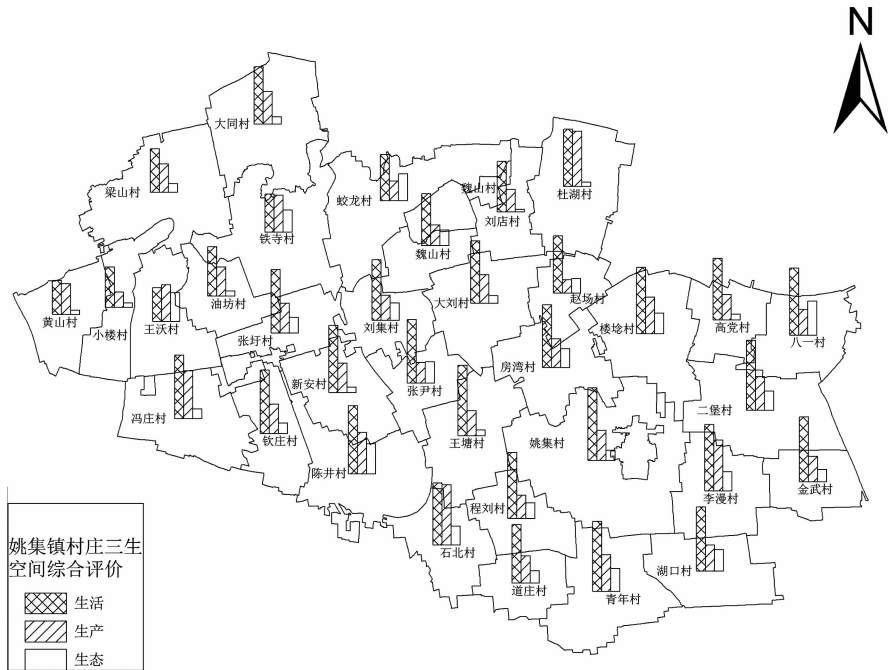 N
大同村
梁山村
魏山村
杜湖村
蛟龙村
刘店村
铁寺村
魏山村
油坊村
大刘村
赵场村
黄山村
小楼村
王沃村
刘集村
楼埝村
高党村
张圩村
八一村
房湾村
新安村
张尹村
二堡村
冯庄村
钦庄村
王塘村
姚集村
陈井村
金武村
李漫村
程刘村
石北村
姚集镇村庄三生
空间综合评价
湖口村
道庄村
青年村
生活
生产
生态